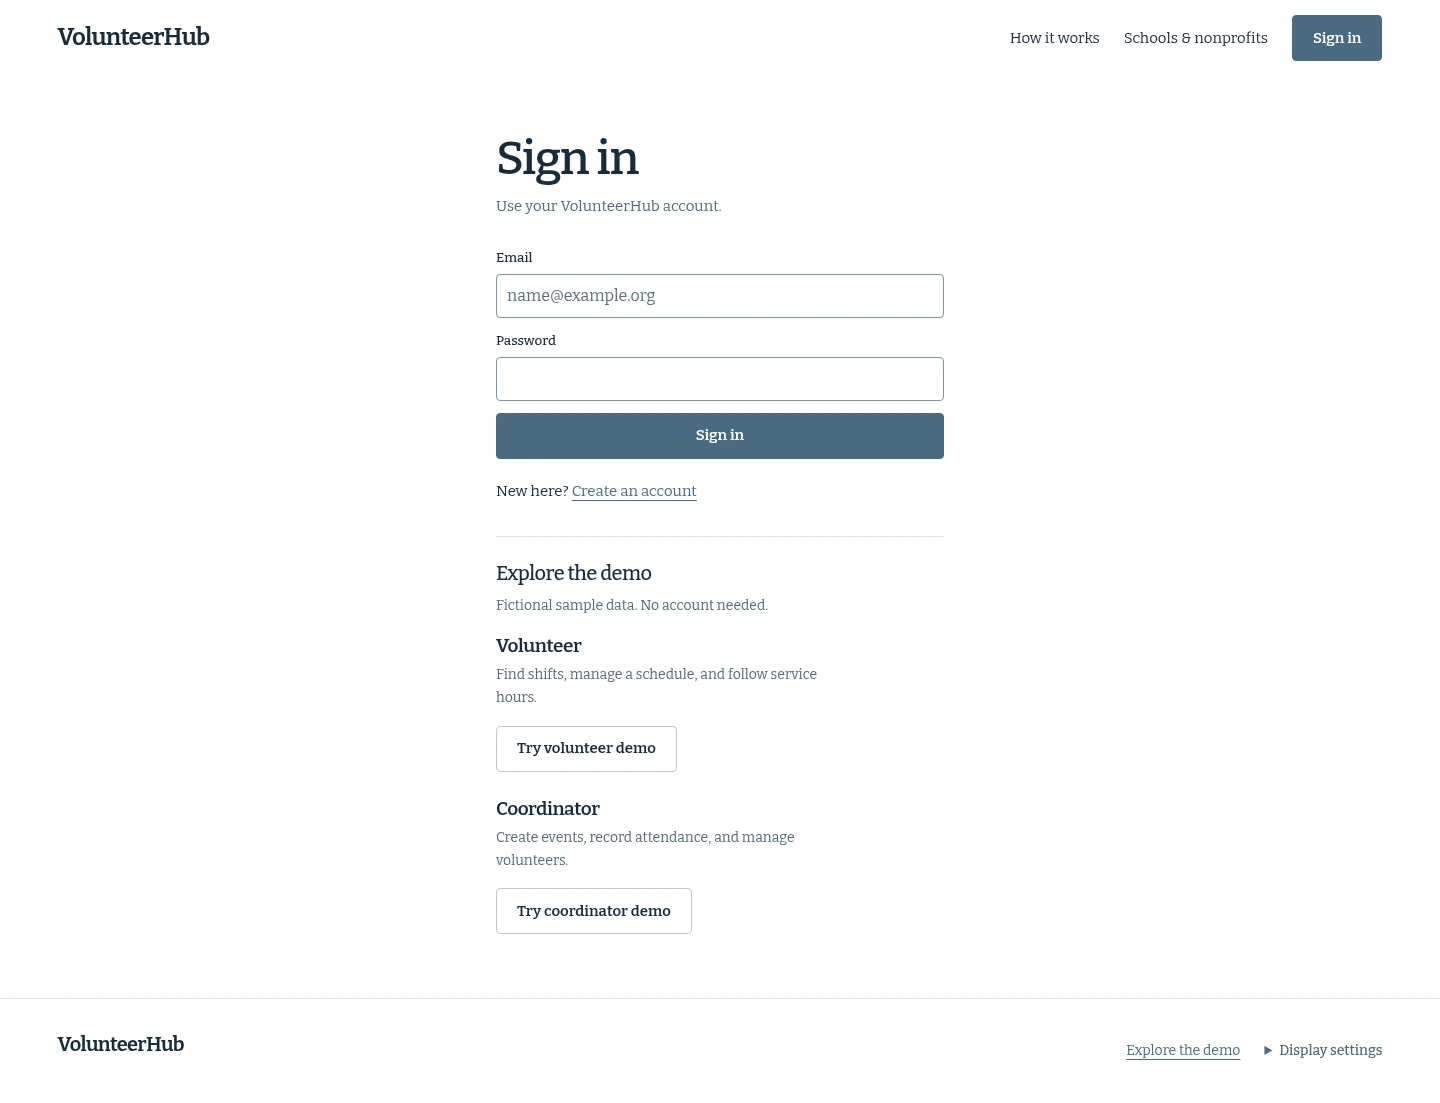 VolunteerHub
How it works
Schools & nonprofits
Sign in
Sign in
Use your VolunteerHub account.
Email
name@example.org
Password
Sign in
New here? Create an account
Explore the demo
Fictional sample data. No account needed.
Volunteer
Find shifts, manage a schedule, and follow service
hours.
Try volunteer demo
Coordinator
Create events, record attendance, and manage
volunteers.
Try coordinator demo
VolunteerHub
Explore the demo
Display settings